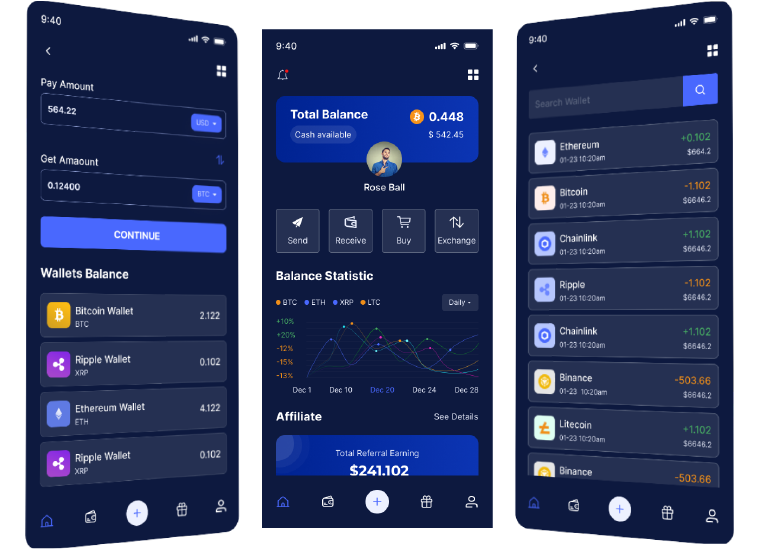 9:40
Pay Amount
564.22
USD
Get Amaount
0.12400
BTC
CONTINUE
Wallets Balance
Bitcoin Wallet
BTC
2.122
Ripple Wallet
XRP
0.102
Ethereum Wallet
ETH
4.122
Ripple Wallet
XRP
0.102
9:40
Total Balance
0.448
Cash available
$ 542.45
Rose Ball
Send
Receive
Buy
Exchange
Balance Statistic
BTC ETH XRP LTC
Daily
+10%
+20%
-12%
-15%
-13%
Dec 1 Dec 10 Dec 20 Dec 24 Dec 28
Affiliate
See Details
Total Referral Earning
$241.102
9:40
Search Wallet
Ethereum
+0.102
01-23 10:20am
$664.2
Bitcoin
-1.102
01-23 10:20am
$6646.2
Chainlink
+1.102
01-23 10:20am
$6646.2
Ripple
-1.102
01-23 10:20am
$6646.2
Chainlink
+1.102
01-23 10:20am
$6646.2
Binance
-503.66
01-23 10:20am
$6646.2
Litecoin
+1.102
01-23 10:20am
$6646.2
Binance
-503.66
01-23 10:20am
$6646.2